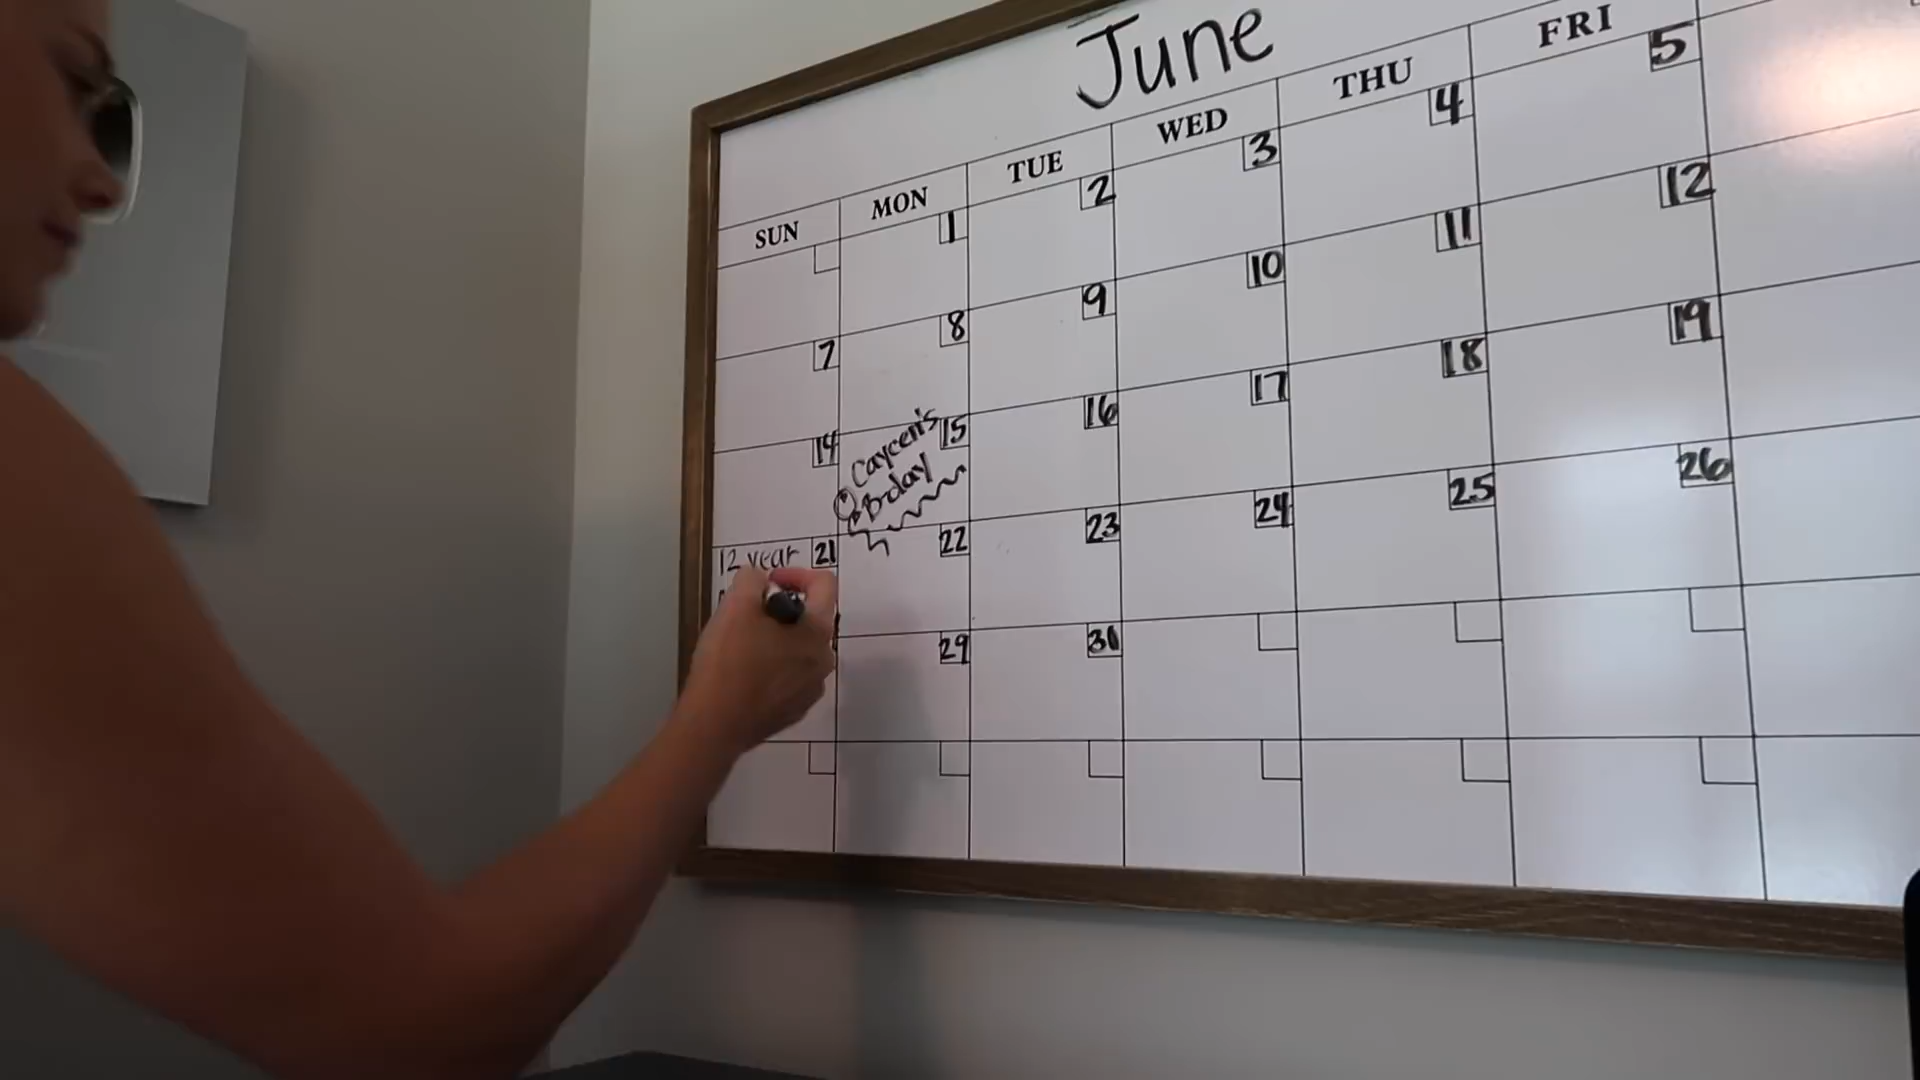 June
SUN MON TUE WED THU FRI
1 2 3 4 5
7 8 9 10 11 12
14 15 16 17 18 19
Caycen's
B-day
21 22 23 24 25 26
12 year
29 30